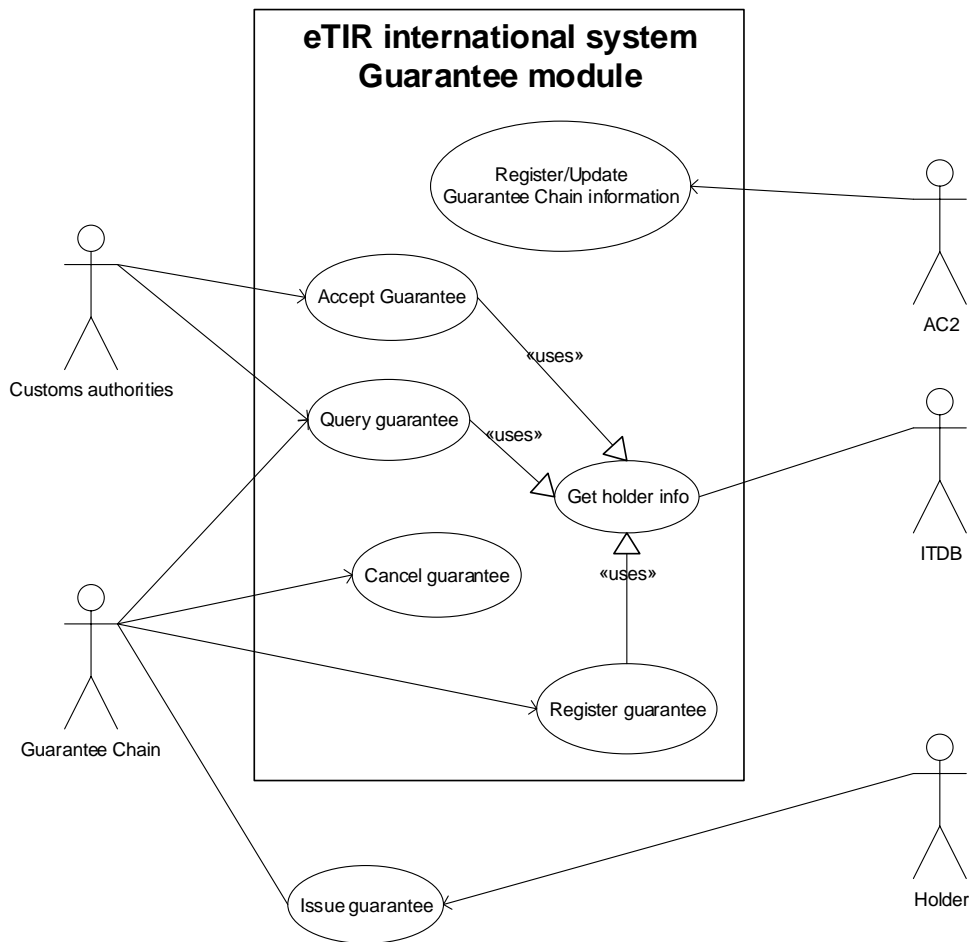 eTIR international system
Guarantee module
Register/Update
Guarantee Chain information
AC2
Customs authorities
Accept Guarantee
«uses»
Query guarantee
«uses»
Get holder info
ITDB
Cancel guarantee
«uses»
Guarantee Chain
Register guarantee
Issue guarantee
Holder